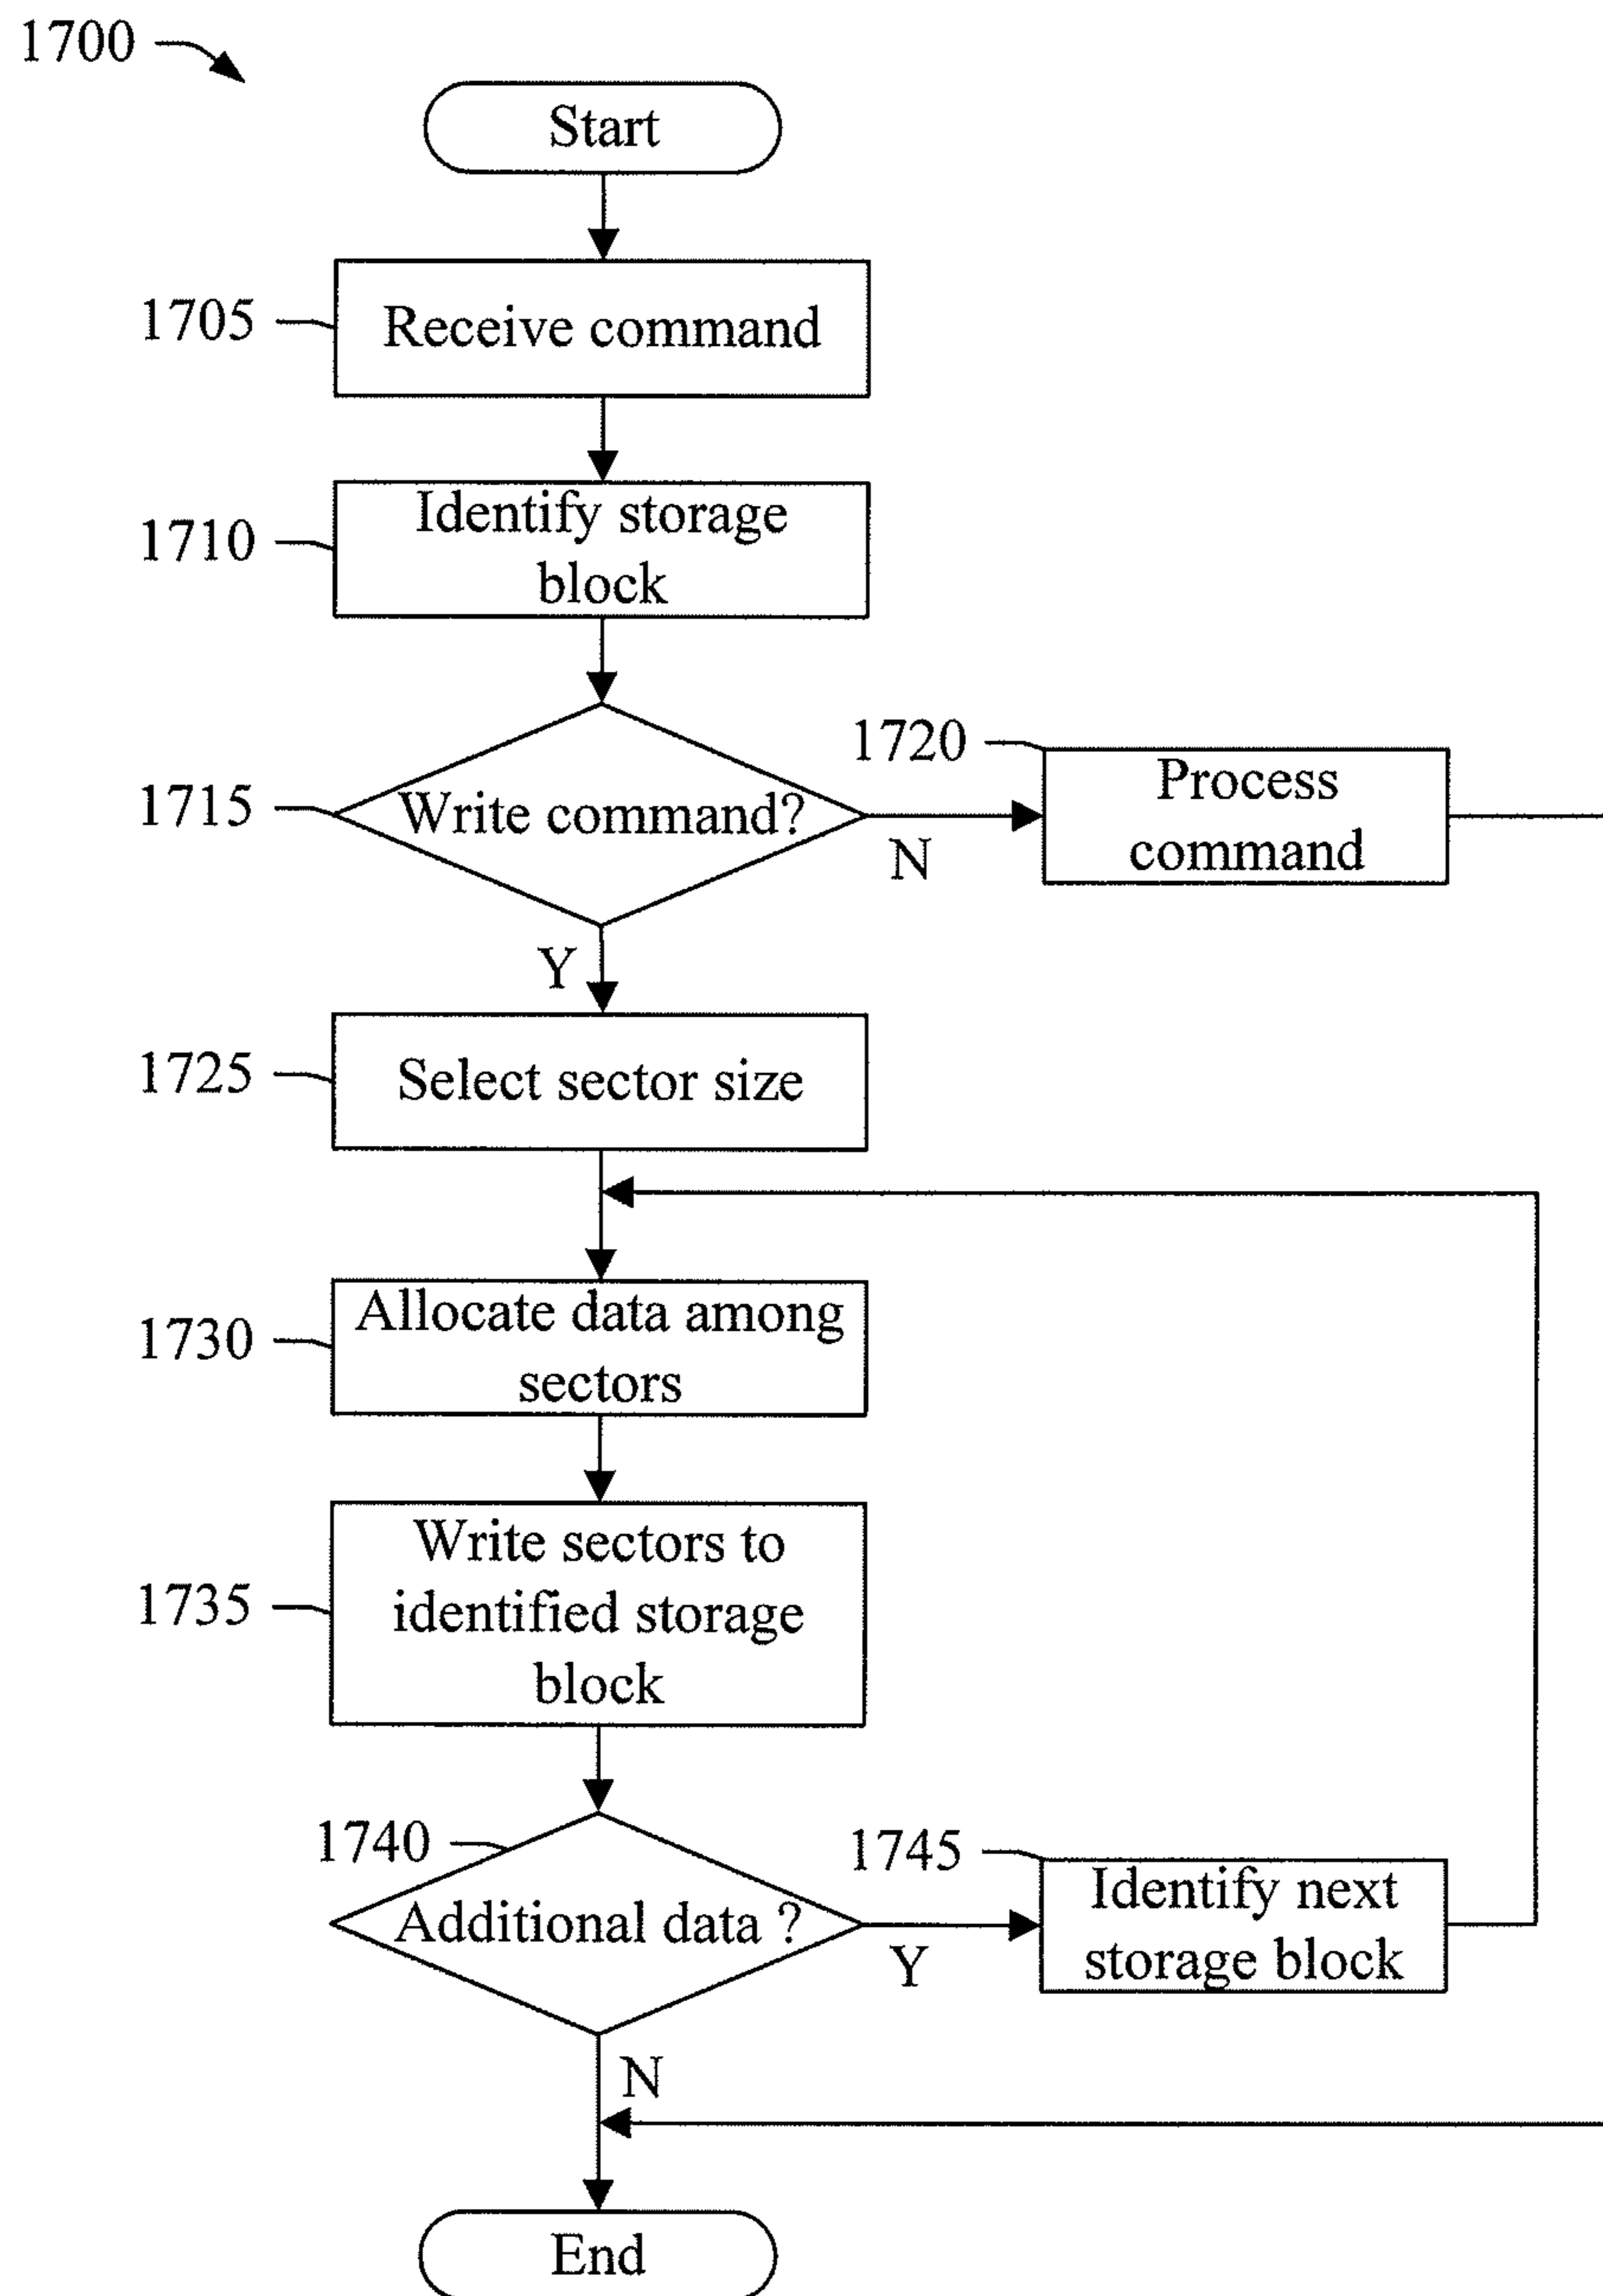 1700
Start
1705
Receive command
1710
Identify storage
block
1715
Write command?
N
1720
Process
command
Y
1725
Select sector size
1730
Allocate data among
sectors
1735
Write sectors to
identified storage
block
1740
Additional data ?
Y
1745
Identify next
storage block
N
End